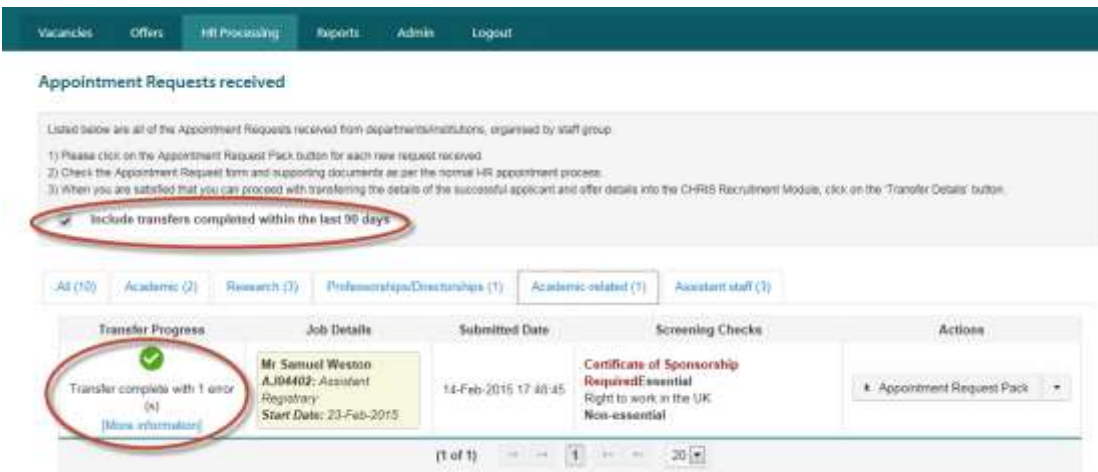 Vacancies Offers HR Processing Reports Admin Logout
Appointment Requests received
Listed below are all of the Appointment Requests received from departments/institutions, organised by staff group.
1) Please click on the Appointment Request Pack button for each new request received.
2) Check the Appointment Request form and supporting documents as per the normal HR appointment process.
3) When you are satisfied that you can proceed with transferring the details of the successful applicant and offer details into the CHRIS Recruitment Module, click on the 'Transfer Details' button.
Include transfers completed within the last 90 days
All (10) Academic (2) Research (3) Professorships/Directorships (1) Academic-related (1) Assistant staff (3)
Transfer Progress Job Details Submitted Date Screening Checks Actions
Transfer complete with 1 error
(s)
[More information]
Mr Samuel Weston
AJ04402: Assistant
Registrary
Start Date: 23-Feb-2015
14-Feb-2015 17:48:45
Certificate of Sponsorship
RequiredEssential
Right to work in the UK
Non-essential
Appointment Request Pack
(1 of 1) 1 20